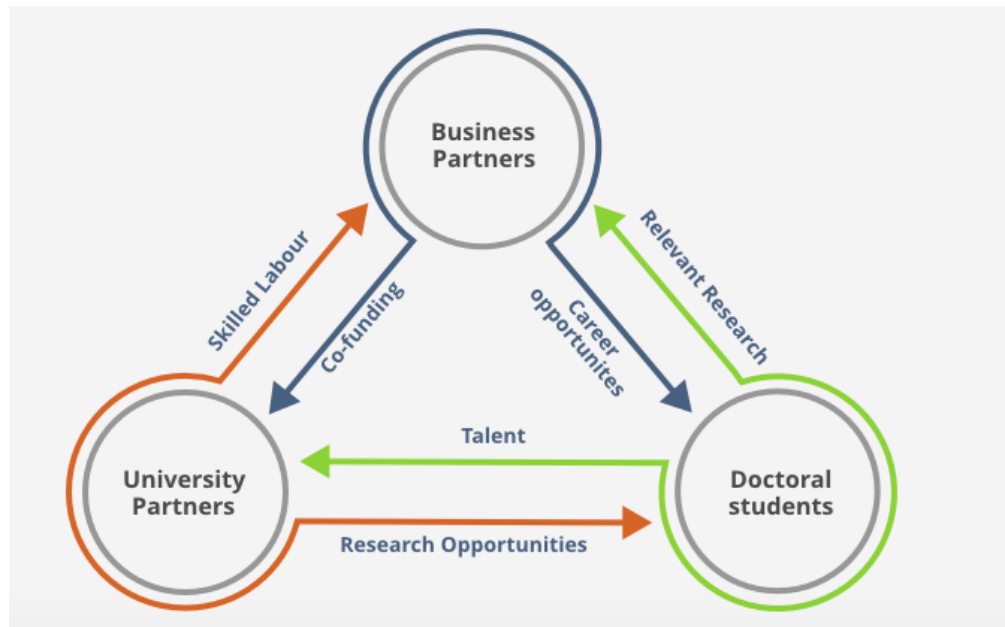 Business
Partners
Skilled Labour
Co-funding
Career
opportunites
Relevant Research
Talent
University
Partners
Doctoral
students
Research Opportunities